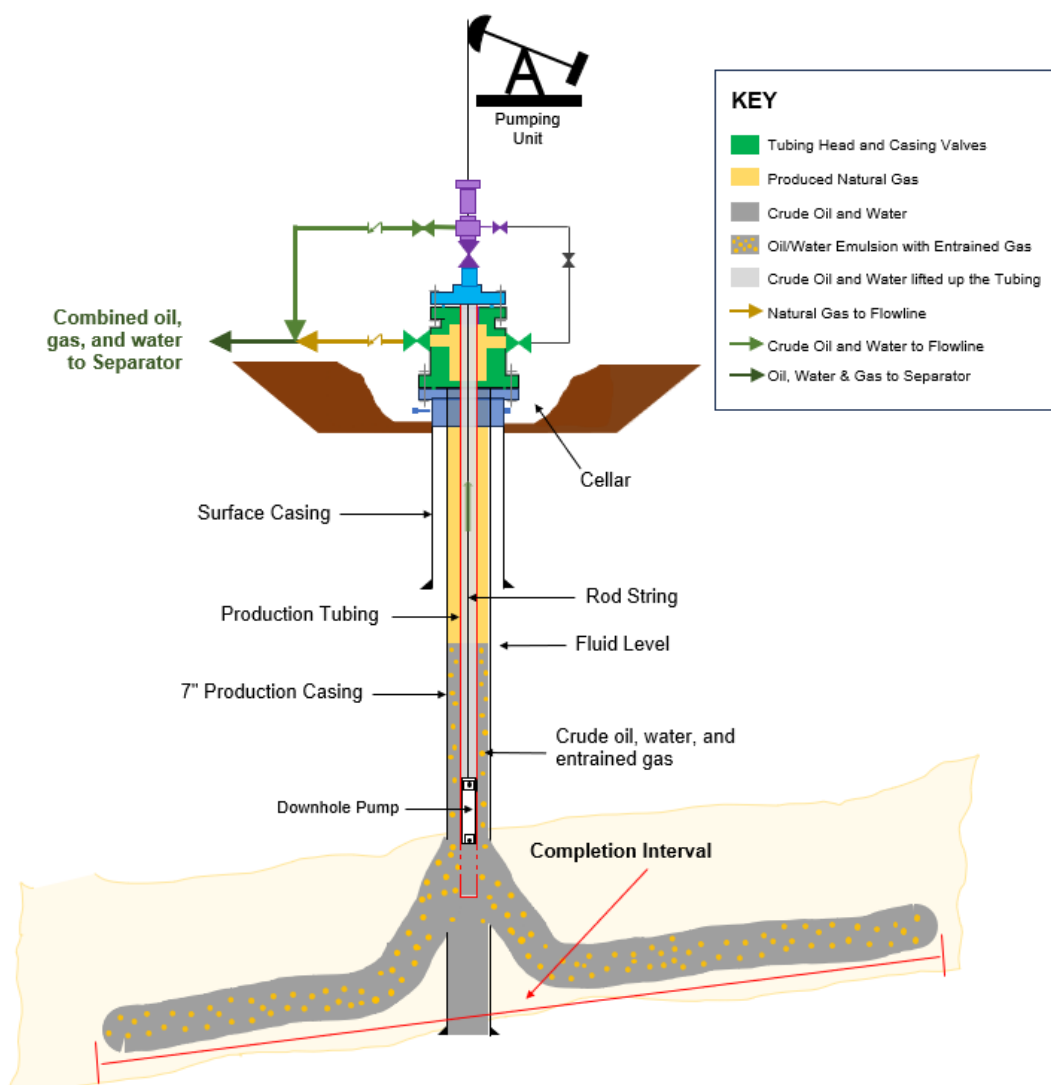 Pumping
Unit
KEY
Tubing Head and Casing Valves
Produced Natural Gas
Crude Oil and Water
Oil/Water Emulsion with Entrained Gas
Crude Oil and Water lifted up the Tubing
Natural Gas to Flowline
Crude Oil and Water to Flowline
Oil, Water & Gas to Separator
Combined oil,
gas, and water
to Separator
Cellar
Surface Casing
Rod String
Production Tubing
Fluid Level
7" Production Casing
Crude oil, water, and
entrained gas
Downhole Pump
Completion Interval